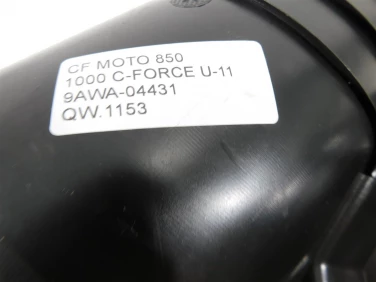 CF MOTO 850
1000 C-FORCE U-11
9AWA-04431
QW.1153